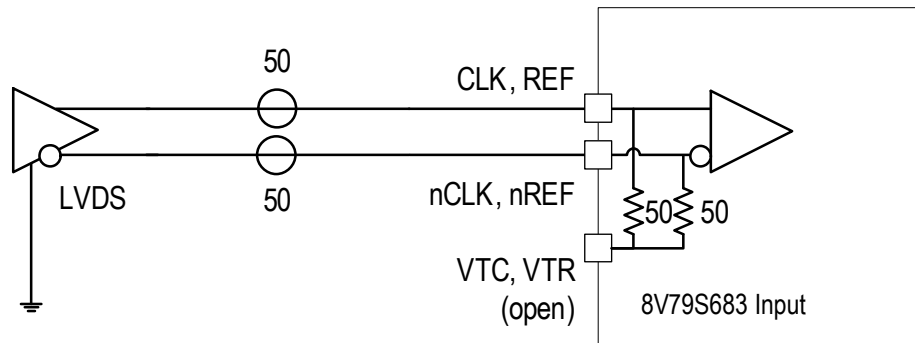 50
CLK, REF
LVDS
50
nCLK, nREF
50
50
VTC, VTR
(open)
8V79S683 Input